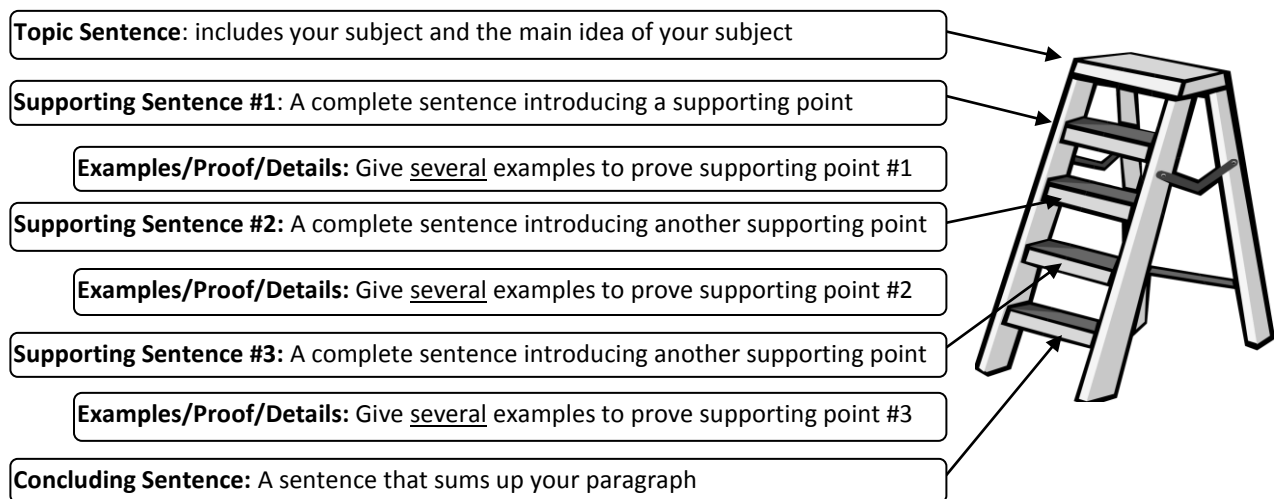 Topic Sentence: includes your subject and the main idea of your subject
Supporting Sentence #1: A complete sentence introducing a supporting point
Examples/Proof/Details: Give several examples to prove supporting point #1
Supporting Sentence #2: A complete sentence introducing another supporting point
Examples/Proof/Details: Give several examples to prove supporting point #2
Supporting Sentence #3: A complete sentence introducing another supporting point
Examples/Proof/Details: Give several examples to prove supporting point #3
Concluding Sentence: A sentence that sums up your paragraph